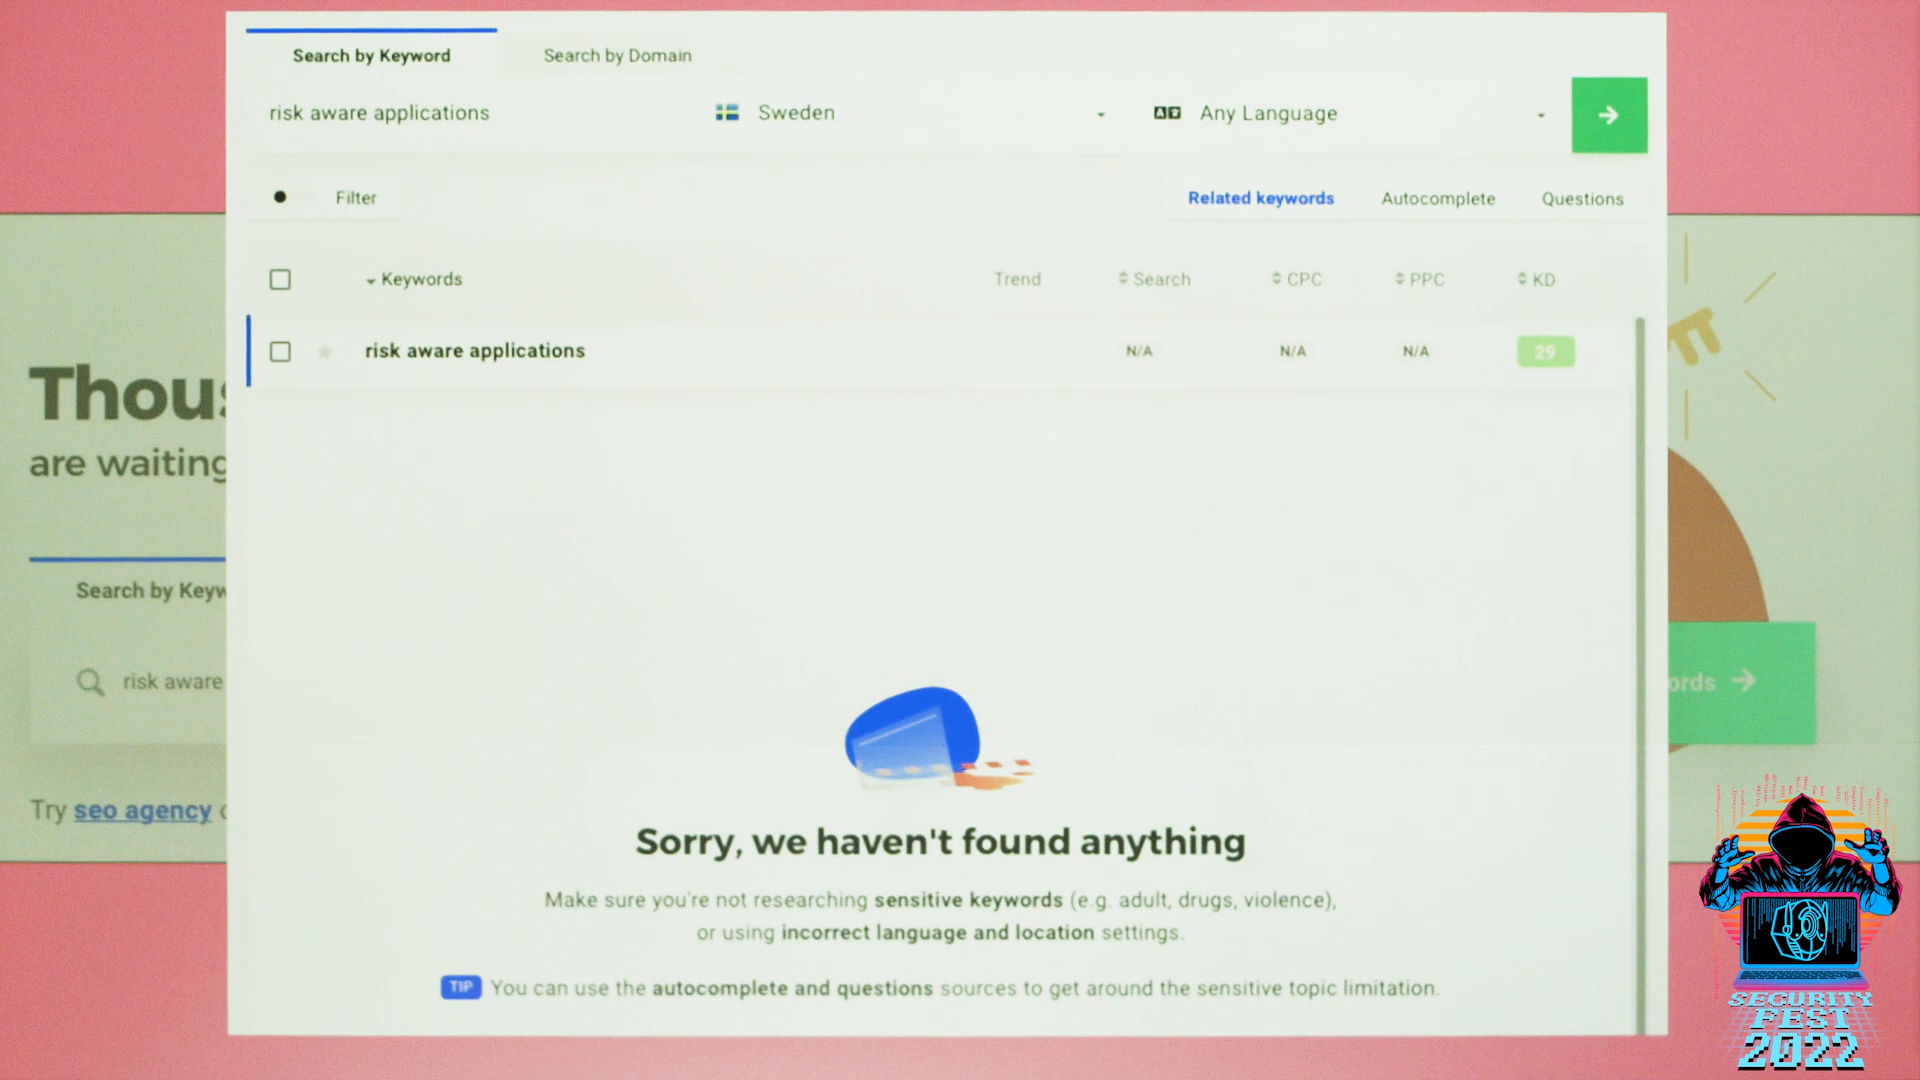 Search by Keyword
Search by Domain
risk aware applications
Sweden
Any Language
Filter
Related keywords
Autocomplete
Questions
Keywords
Trend
Search
CPC
PPC
KD
risk aware applications
N/A
N/A
N/A
29
Thous
are waiting
Search by Keyw
risk aware
ords
Try seo agency
Sorry, we haven't found anything
Make sure you're not researching sensitive keywords (e.g. adult, drugs, violence),
or using incorrect language and location settings.
TIP You can use the autocomplete and questions sources to get around the sensitive topic limitation.
SECURITY
FEST
2022